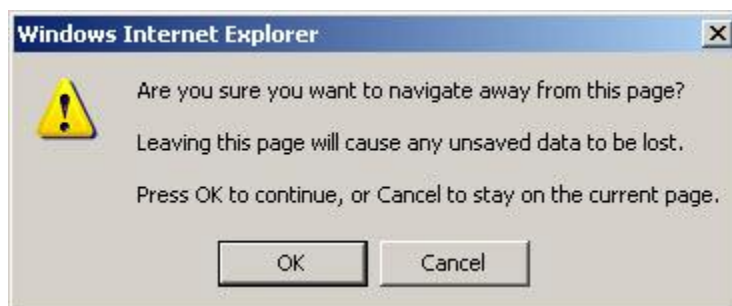 Windows Internet Explorer
Are you sure you want to navigate away from this page?
Leaving this page will cause any unsaved data to be lost.
Press OK to continue, or Cancel to stay on the current page.
OK Cancel